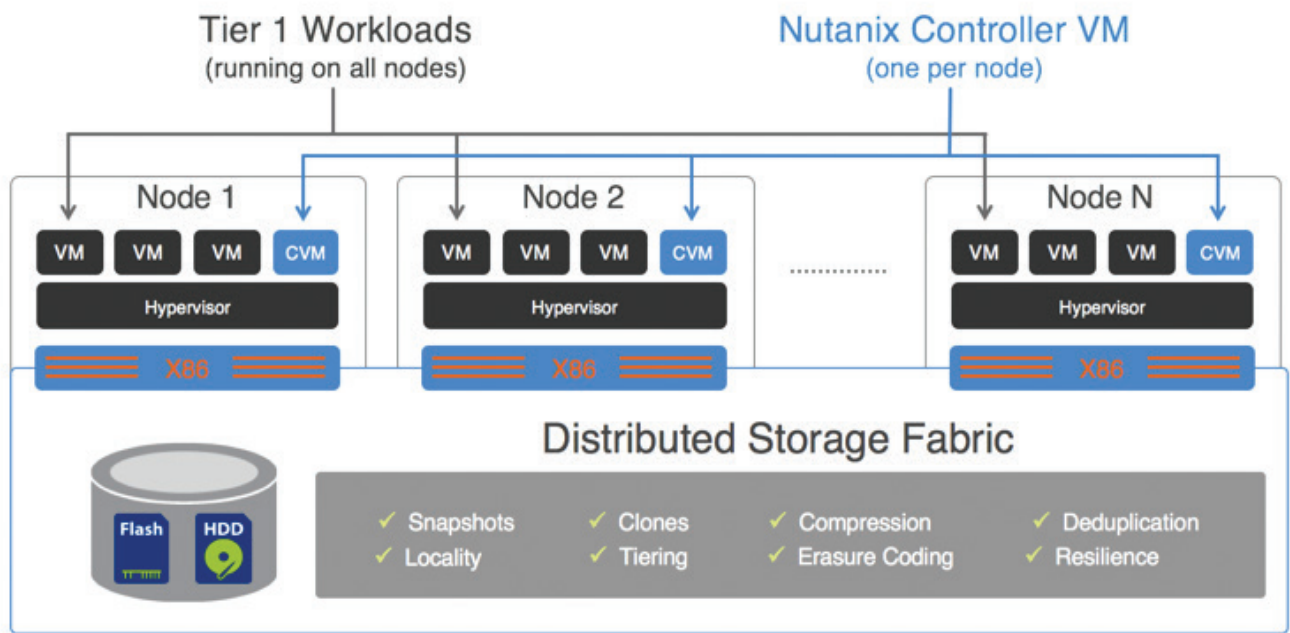 Tier 1 Workloads
(running on all nodes)
Nutanix Controller VM
(one per node)
Node 1
VM VM VM CVM
Hypervisor
X86
Node 2
VM VM VM CVM
Hypervisor
X86
Node N
VM VM VM CVM
Hypervisor
X86
Distributed Storage Fabric
Flash HDD
✓ Snapshots ✓ Clones ✓ Compression ✓ Deduplication
✓ Locality ✓ Tiering ✓ Erasure Coding ✓ Resilience